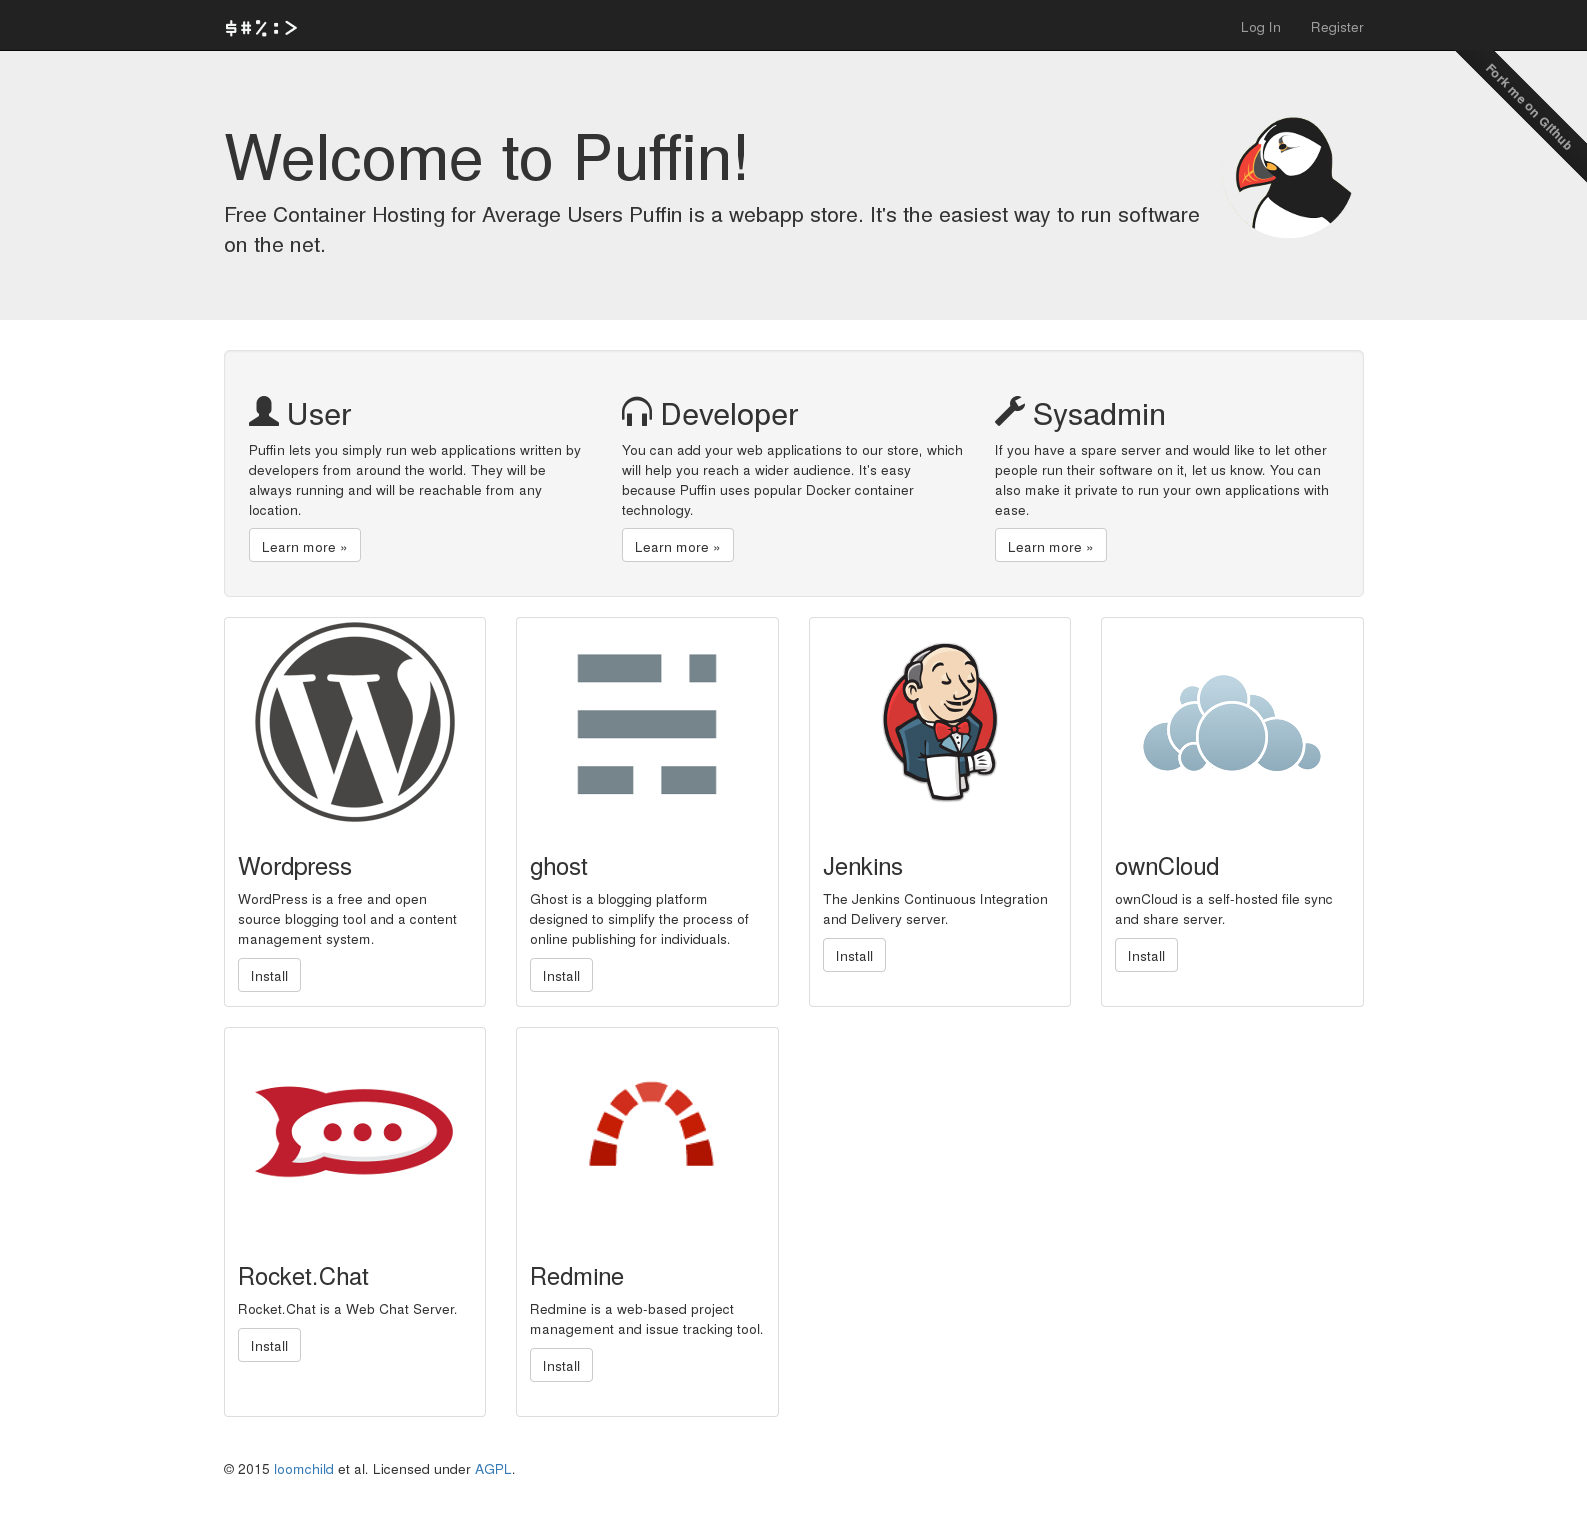 $#%:>
Log In
Register
Fork me on Github
Welcome to Puffin!
Free Container Hosting for Average Users Puffin is a webapp store. It's the easiest way to run software
on the net.
User
Puffin lets you simply run web applications written by
developers from around the world. They will be
always running and will be reachable from any
location.
Learn more »
Developer
You can add your web applications to our store, which
will help you reach a wider audience. It's easy
because Puffin uses popular Docker container
technology.
Learn more »
Sysadmin
If you have a spare server and would like to let other
people run their software on it, let us know. You can
also make it private to run your own applications with
ease.
Learn more »
Wordpress
WordPress is a free and open
source blogging tool and a content
management system.
Install
ghost
Ghost is a blogging platform
designed to simplify the process of
online publishing for individuals.
Install
Jenkins
The Jenkins Continuous Integration
and Delivery server.
Install
ownCloud
ownCloud is a self-hosted file sync
and share server.
Install
Rocket.Chat
Rocket.Chat is a Web Chat Server.
Install
Redmine
Redmine is a web-based project
management and issue tracking tool.
Install
© 2015 loomchild et al. Licensed under AGPL.